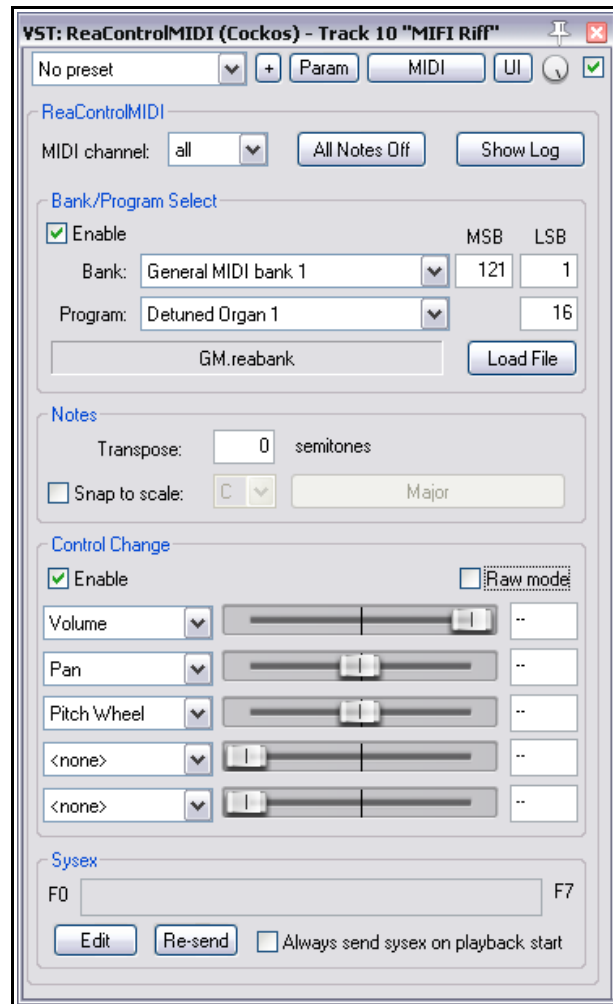 VST: ReaControlMIDI (Cockos) - Track 10 "MIFI Riff"
No preset + Param MIDI UI
ReaControlMIDI
MIDI channel: all All Notes Off Show Log
Bank/Program Select
Enable MSB LSB
Bank: General MIDI bank 1 121 1
Program: Detuned Organ 1 16
GM.reabank Load File
Notes
Transpose: 0 semitones
Snap to scale: C Major
Control Change
Enable Raw mode
Volume --
Pan --
Pitch Wheel --
<none> --
<none> --
Sysex
F0 F7
Edit Re-send Always send sysex on playback start